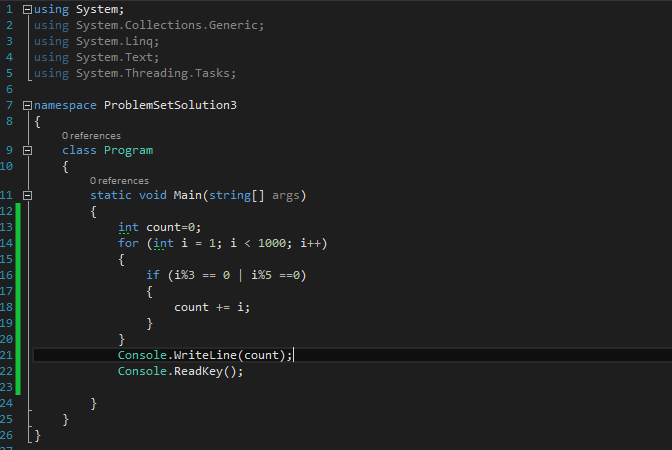 1 using System;
2 using System.Collections.Generic;
3 using System.Linq;
4 using System.Text;
5 using System.Threading.Tasks;
6
7 namespace ProblemSetSolution3
8 {
0 references
9 class Program
10 {
0 references
11 static void Main(string[] args)
12 {
13 int count=0;
14 for (int i = 1; i < 1000; i++)
15 {
16 if (i%3 == 0 | i%5 ==0)
17 {
18 count += i;
19 }
20 }
21 Console.WriteLine(count);
22 Console.ReadKey();
23
24 }
25 }
26 }